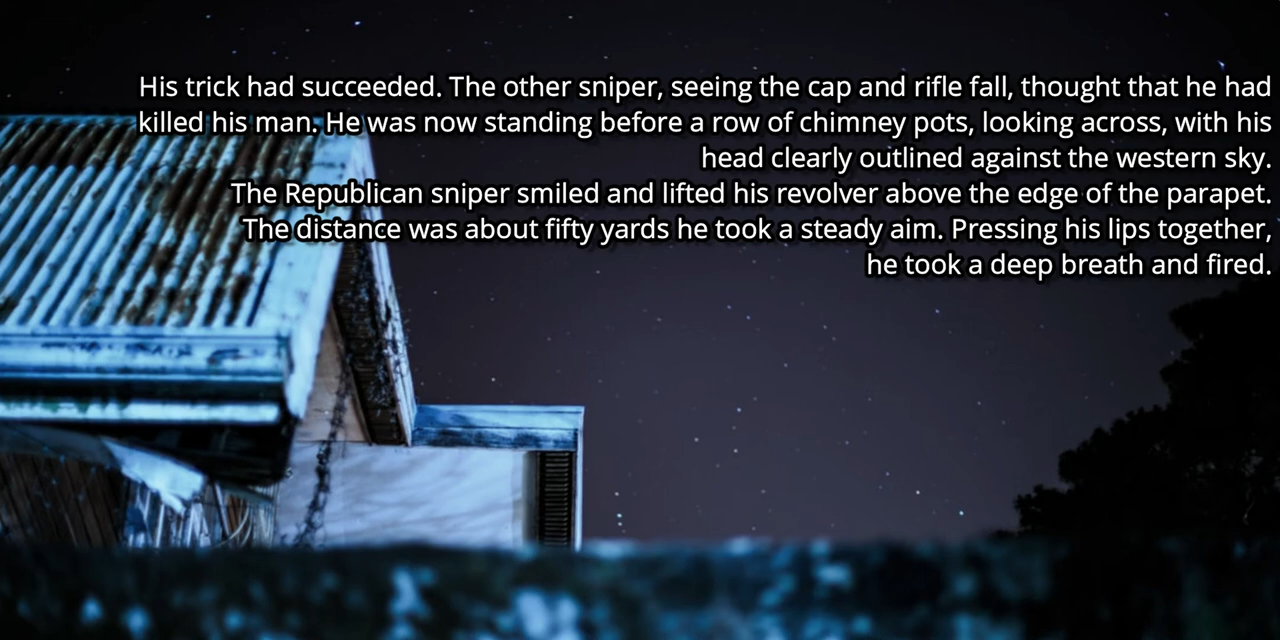 His trick had succeeded. The other sniper, seeing the cap and rifle fall, thought that he had
killed his man. He was now standing before a row of chimney pots, looking across, with his
head clearly outlined against the western sky.
The Republican sniper smiled and lifted his revolver above the edge of the parapet.
The distance was about fifty yards he took a steady aim. Pressing his lips together,
he took a deep breath and fired.